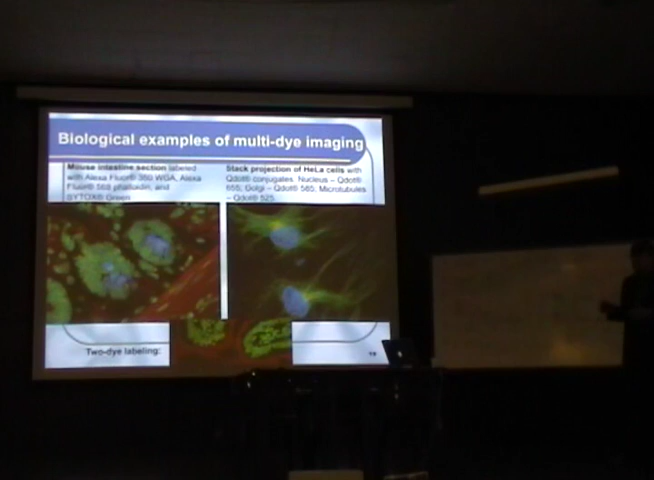 Biological examples of multi-dye imaging
Mouse intestine section labeled
with Alexa Fluor® 350 WGA, Alexa
Fluor® 568 phalloidin, and
SYTOX® Green
Stack projection of HeLa cells with
Qdot® conjugates. Nucleus – Qdot®
655; Golgi – Qdot® 585; Microtubules
– Qdot® 525.
Two-dye labeling: